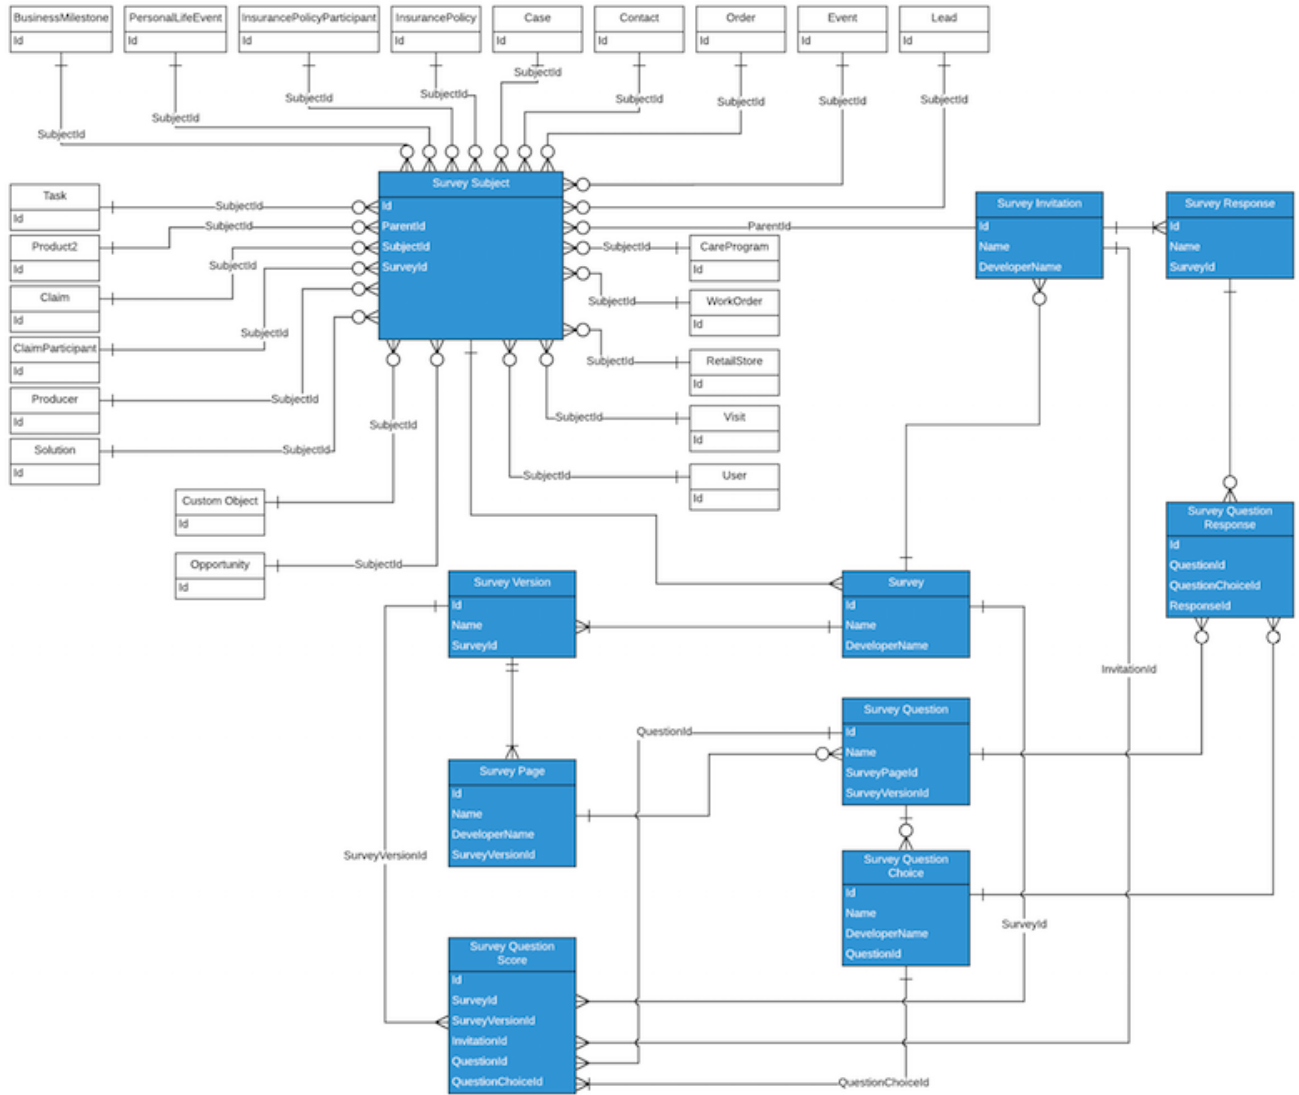 BusinessMilestone
Id
PersonalLifeEvent
Id
InsurancePolicyParticipant
Id
InsurancePolicy
Id
Case
Id
Contact
Id
Order
Id
Event
Id
Lead
Id
SubjectId
SubjectId
SubjectId
SubjectId
SubjectId
SubjectId
SubjectId
SubjectId
SubjectId
Task
Id
Product2
Id
Claim
Id
ClaimParticipant
Id
Producer
Id
Solution
Id
SubjectId
SubjectId
SubjectId
SubjectId
SubjectId
SubjectId
Survey Subject
Id
ParentId
SubjectId
SurveyId
ParentId
SubjectId
CareProgram
Id
SubjectId
WorkOrder
Id
SubjectId
RetailStore
Id
SubjectId
Visit
Id
SubjectId
User
Id
Survey Invitation
Id
Name
DeveloperName
Survey Response
Id
Name
SurveyId
SubjectId
Custom Object
Id
Opportunity
Id
SubjectId
Survey Question
Response
Id
QuestionId
QuestionChoiceId
ResponseId
Survey Version
Id
Name
SurveyId
Survey
Id
Name
DeveloperName
InvitationId
QuestionId
Survey Question
Id
Name
SurveyPageId
SurveyVersionId
Survey Page
Id
Name
DeveloperName
SurveyVersionId
SurveyVersionId
Survey Question
Choice
Id
Name
DeveloperName
QuestionId
SurveyId
Survey Question
Score
Id
SurveyId
SurveyVersionId
InvitationId
QuestionId
QuestionChoiceId
QuestionChoiceId